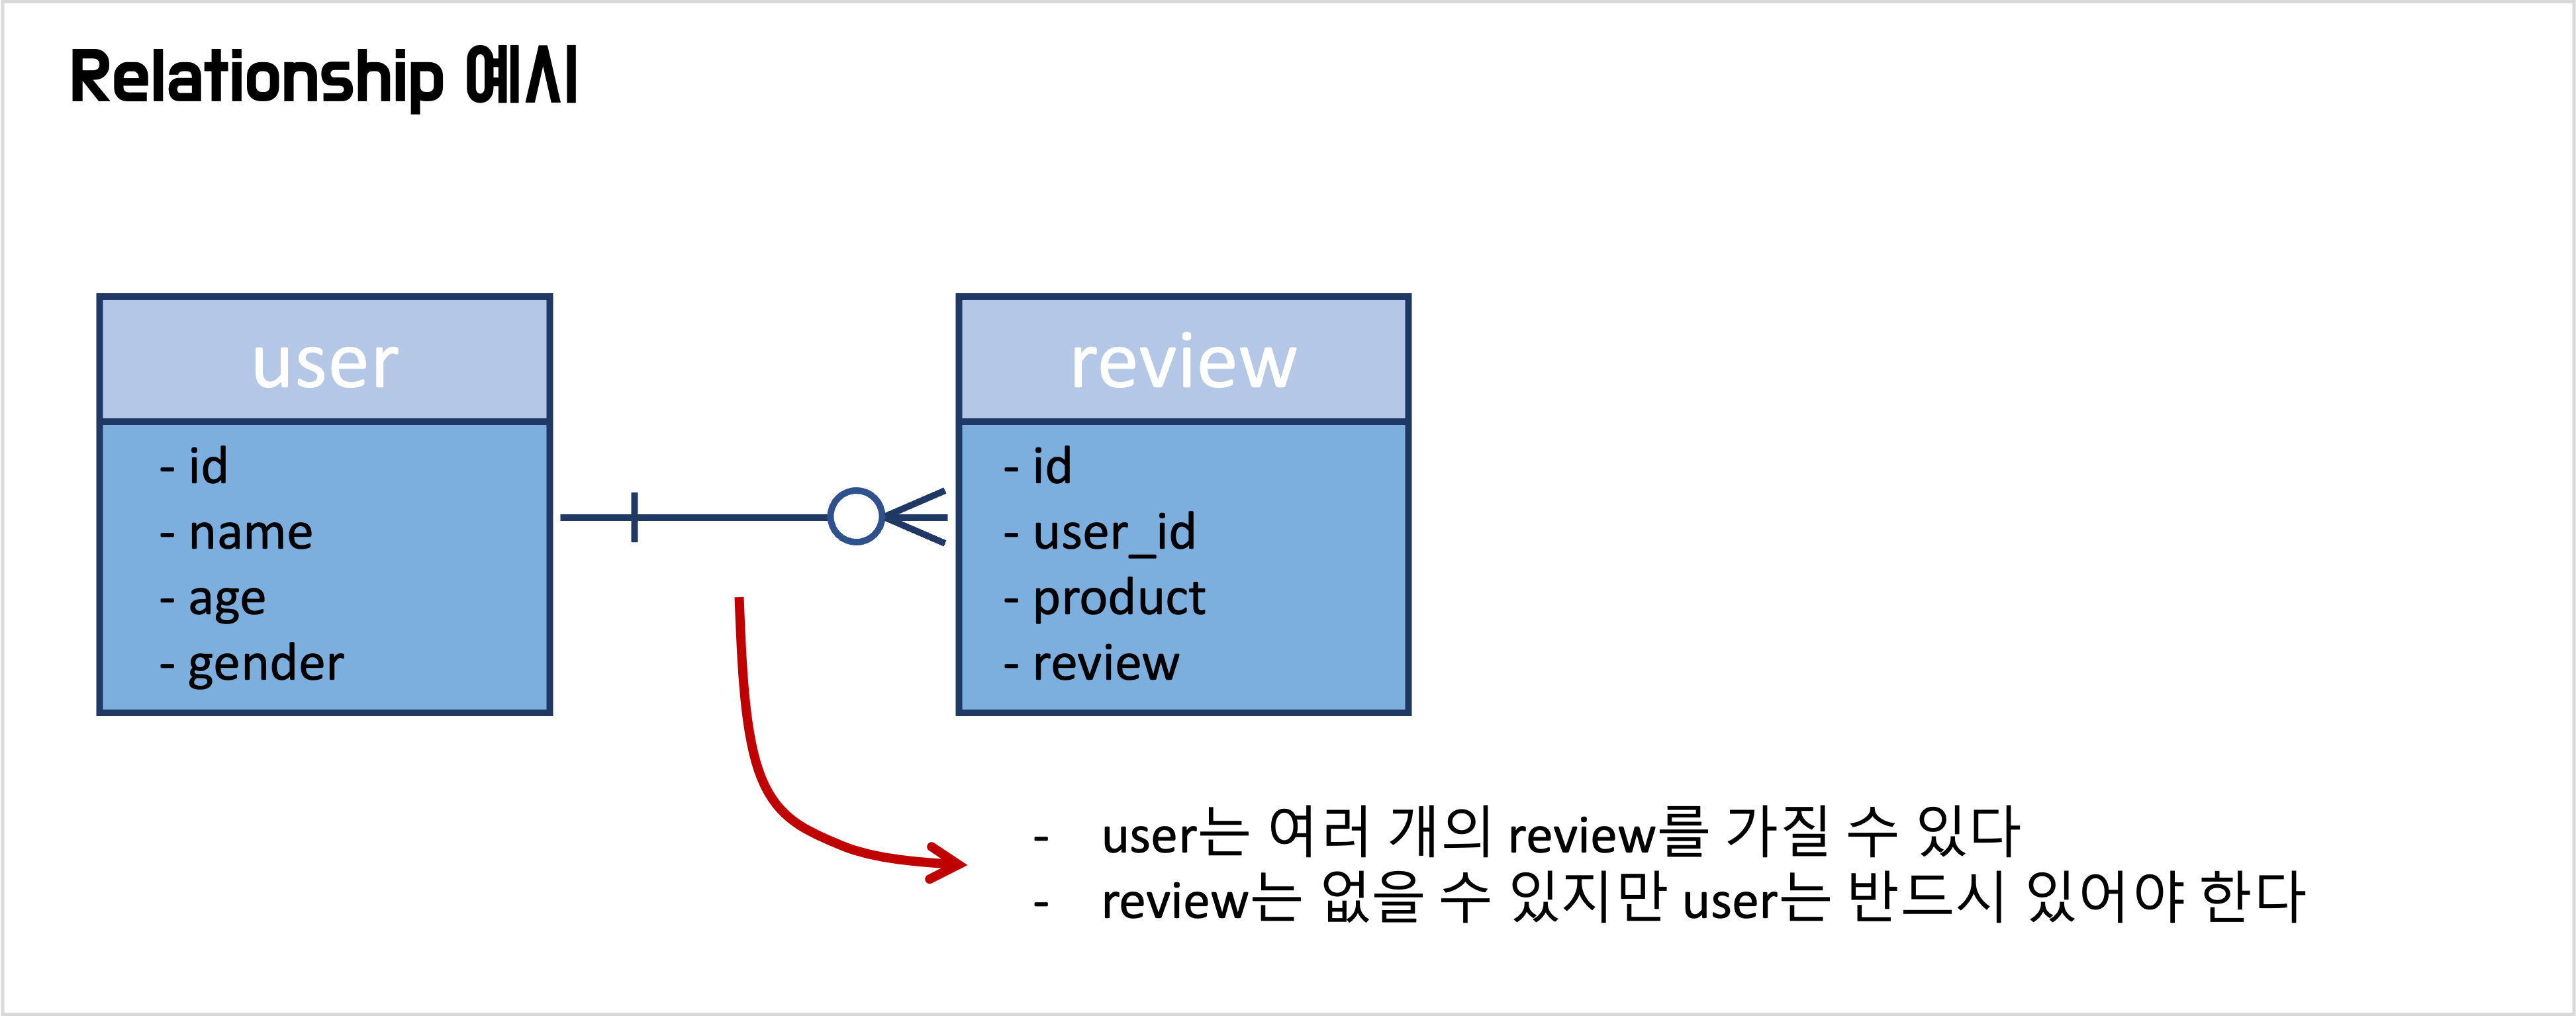 Relationship 예시
user
- id
- name
- age
- gender
review
- id
- user_id
- product
- review
- user는 여러 개의 review를 가질 수 있다
- review는 없을 수 있지만 user는 반드시 있어야 한다